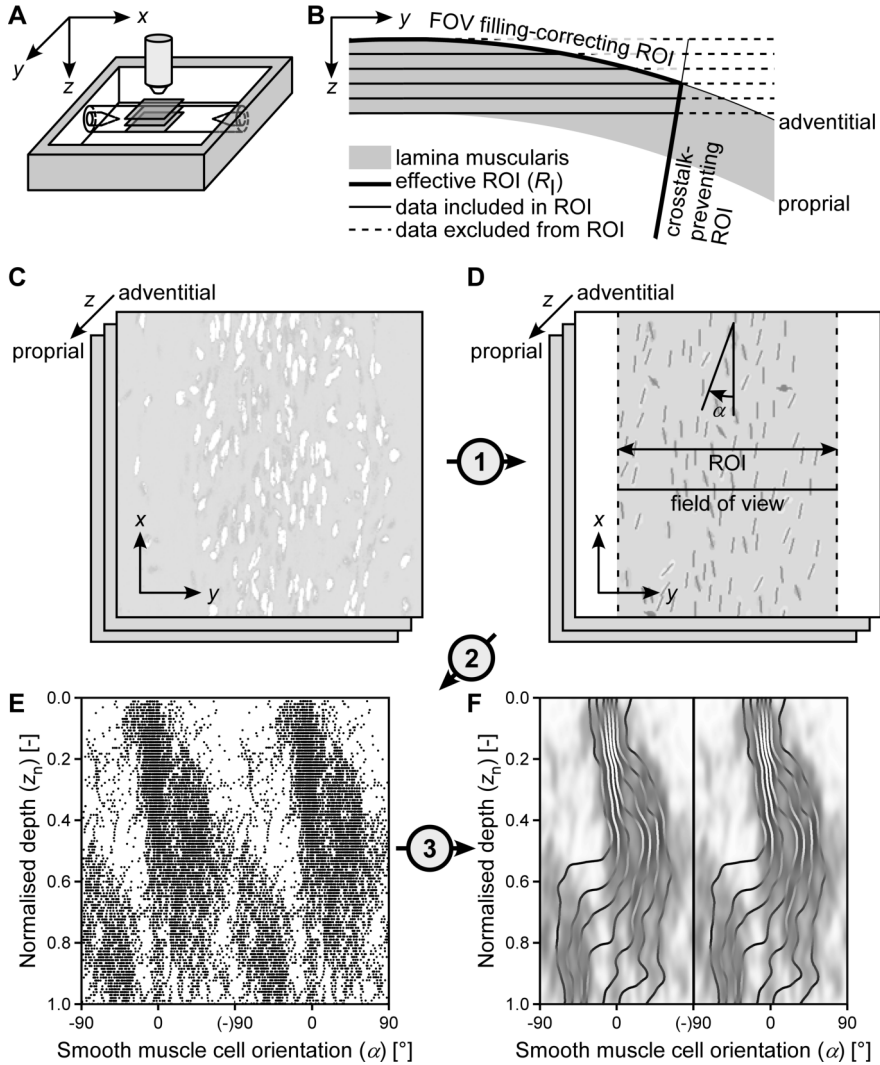 A
x
y
z
B
y
z
FOV filling-correcting ROI
adventitial
proprial
crosstalk-
preventing
ROI
lamina muscularis
effective ROI (R_I)
data included in ROI
data excluded from ROI
C
z
adventitial
proprial
x
y
1
D
z
adventitial
proprial
α
ROI
field of view
x
y
2
E
Normalised depth (z_n) [-]
0.0
0.2
0.4
0.6
0.8
1.0
-90 0 (-)90 0 90
Smooth muscle cell orientation (α) [°]
3
F
Normalised depth (z_n) [-]
0.0
0.2
0.4
0.6
0.8
1.0
-90 0 (-)90 0 90
Smooth muscle cell orientation (α) [°]